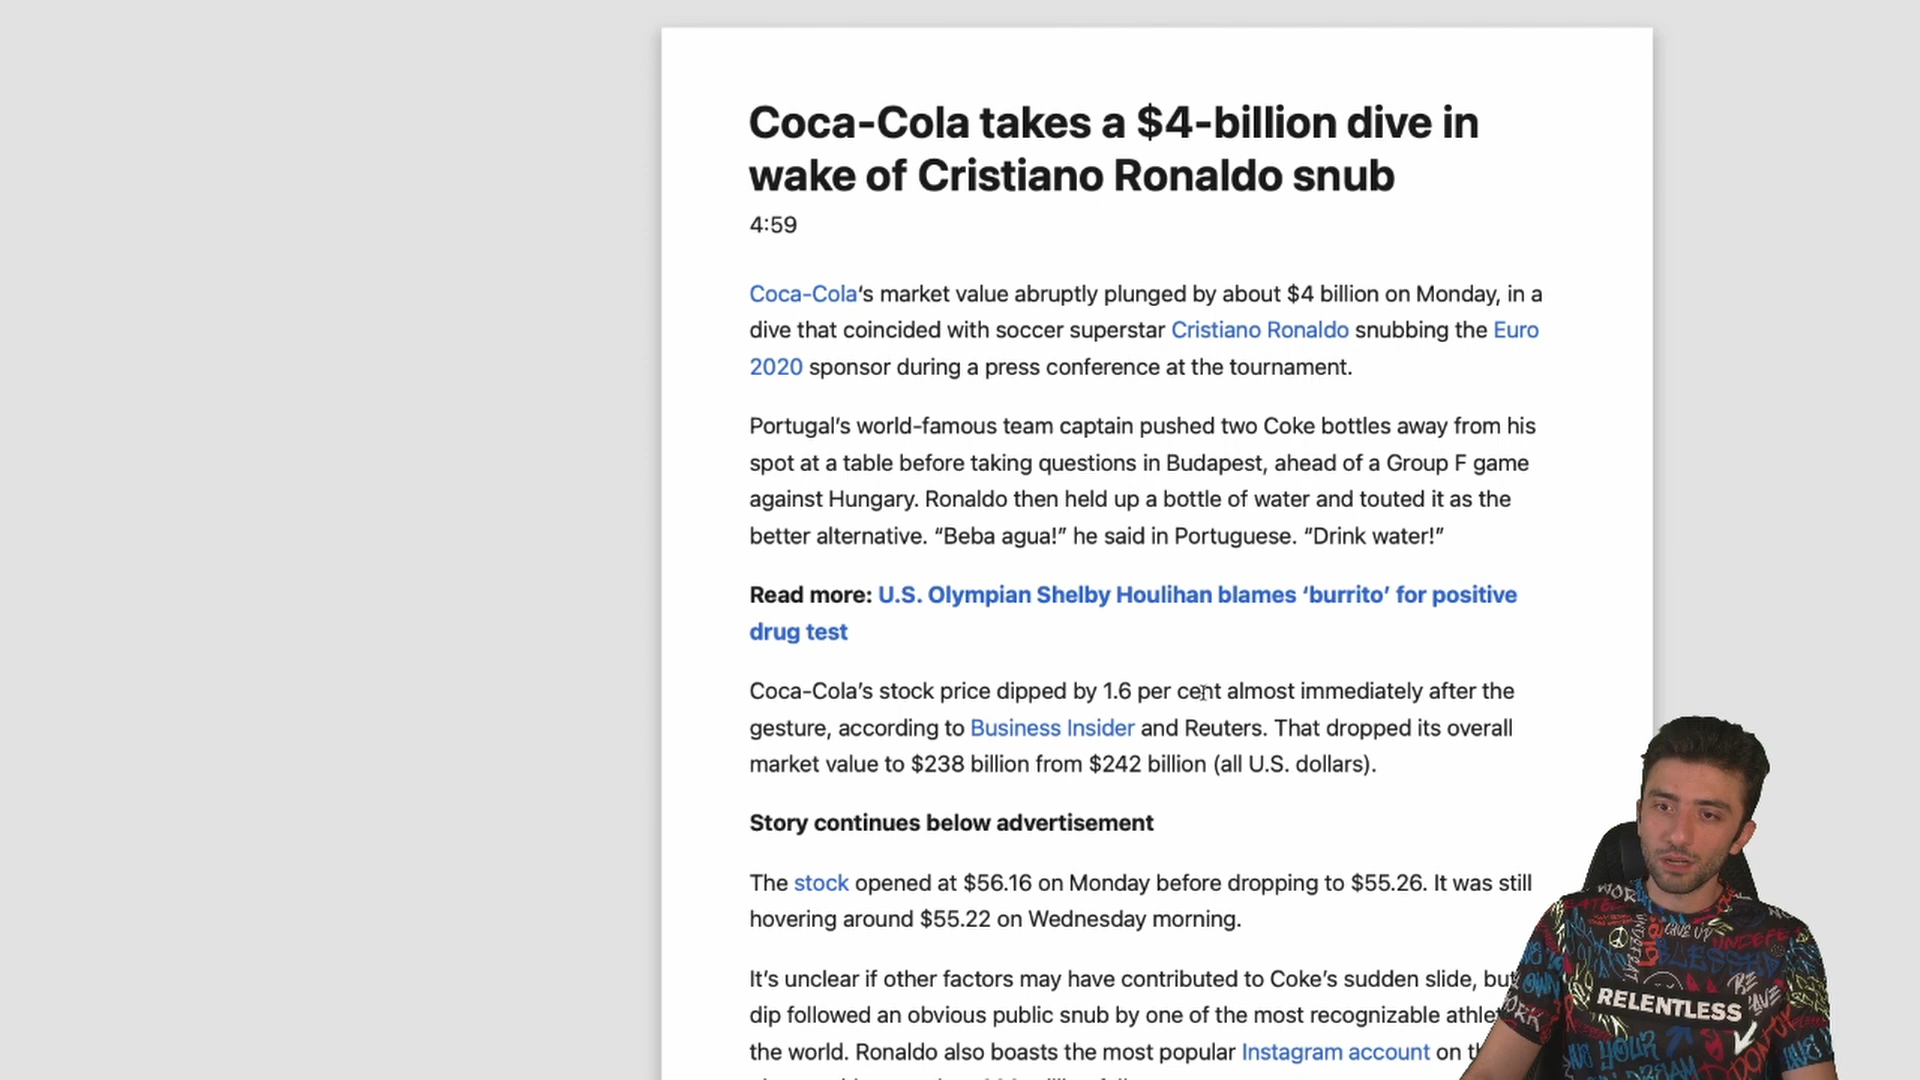 Coca-Cola takes a $4-billion dive in
wake of Cristiano Ronaldo snub
4:59
Coca-Cola‘s market value abruptly plunged by about $4 billion on Monday, in a
dive that coincided with soccer superstar Cristiano Ronaldo snubbing the Euro
2020 sponsor during a press conference at the tournament.
Portugal’s world-famous team captain pushed two Coke bottles away from his
spot at a table before taking questions in Budapest, ahead of a Group F game
against Hungary. Ronaldo then held up a bottle of water and touted it as the
better alternative. “Beba agua!” he said in Portuguese. “Drink water!”
Read more: U.S. Olympian Shelby Houlihan blames ‘burrito’ for positive
drug test
Coca-Cola’s stock price dipped by 1.6 per cent almost immediately after the
gesture, according to Business Insider and Reuters. That dropped its overall
market value to $238 billion from $242 billion (all U.S. dollars).
Story continues below advertisement
The stock opened at $56.16 on Monday before dropping to $55.26. It was still
hovering around $55.22 on Wednesday morning.
It’s unclear if other factors may have contributed to Coke’s sudden slide, but
dip followed an obvious public snub by one of the most recognizable
the world. Ronaldo also boasts the most popular Instagram account on
RELENTLESS